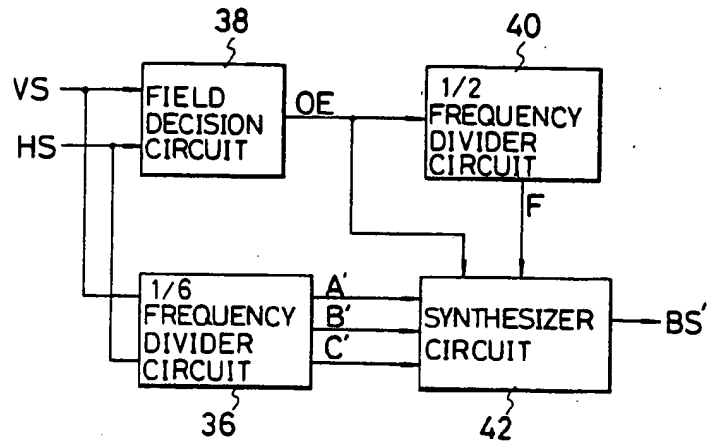 38
40
VS
HS
FIELD
DECISION
CIRCUIT
OE
1/2
FREQUENCY
DIVIDER
CIRCUIT
F
1/6
FREQUENCY
DIVIDER
CIRCUIT
A'
B'
C'
SYNTHESIZER
CIRCUIT
BS'
36
42